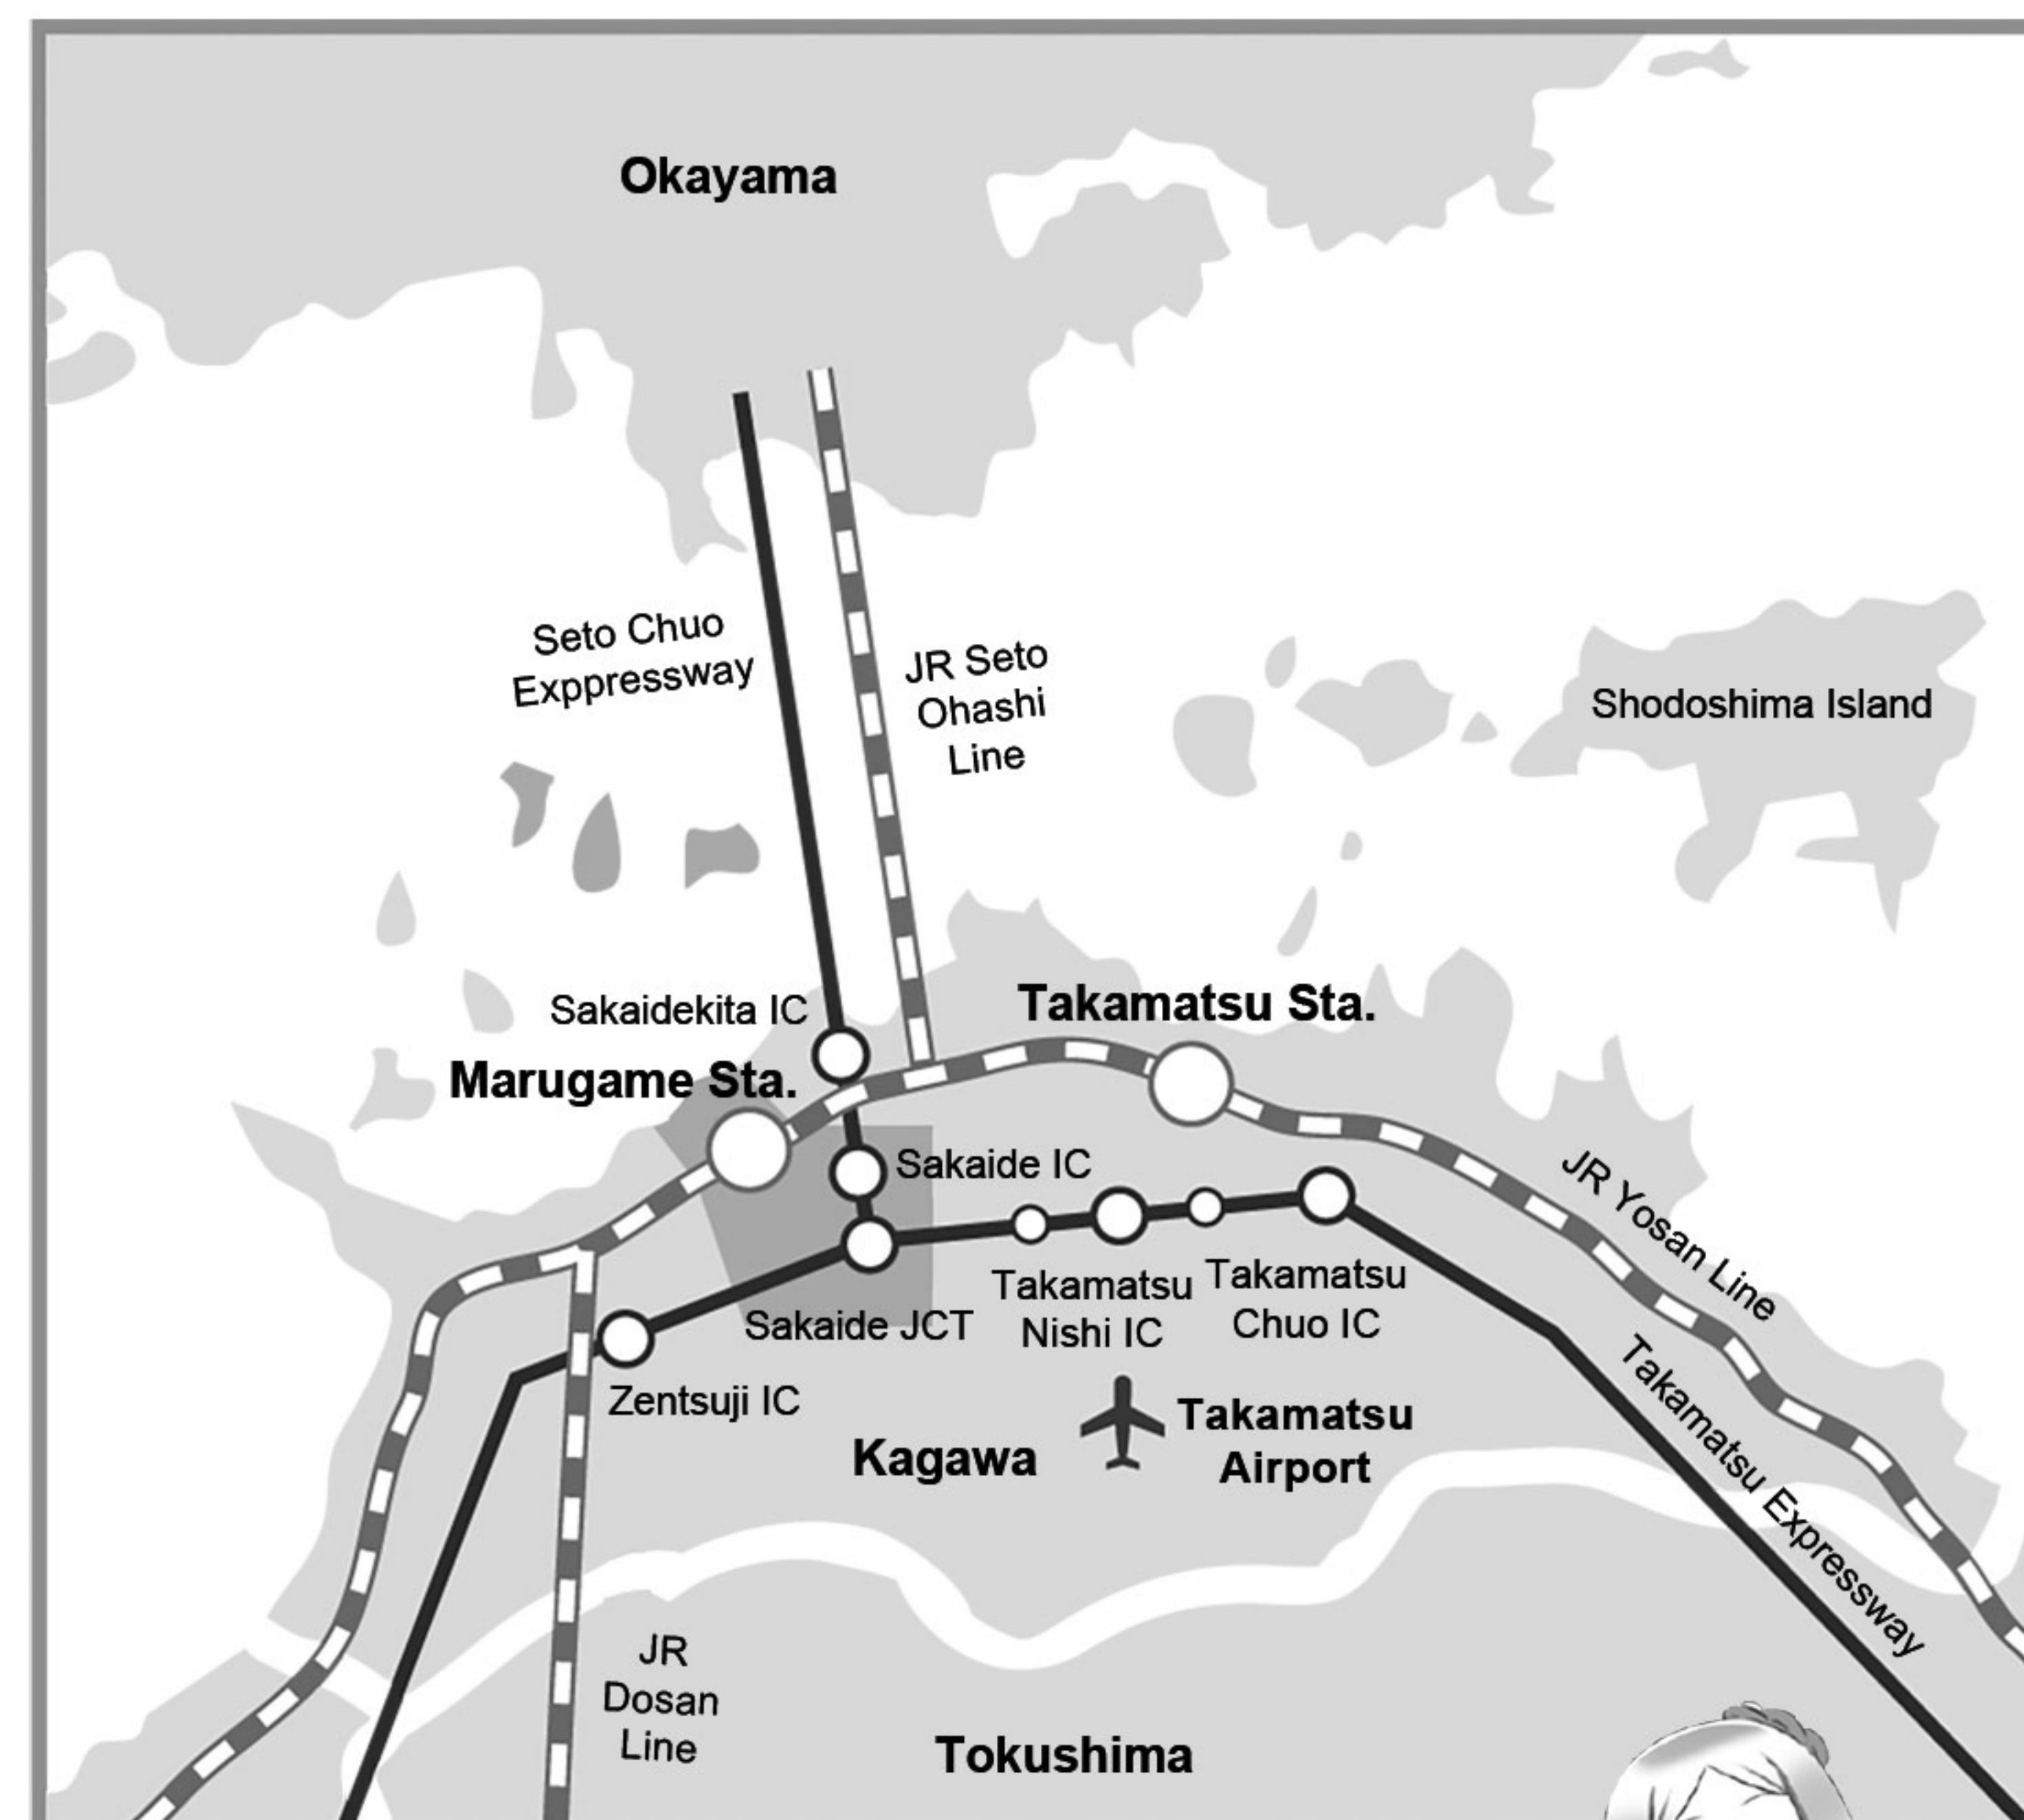 Okayama
Seto Chuo
Exppressway
JR Seto
Ohashi
Line
Shodoshima Island
Sakaidekita IC
Takamatsu Sta.
Marugame Sta.
Sakaide IC
JR Yosan Line
Takamatsu
Nishi IC
Takamatsu
Chuo IC
Sakaide JCT
Zentsuji IC
Kagawa
Takamatsu
Airport
Takamatsu Expressway
JR
Dosan
Line
Tokushima